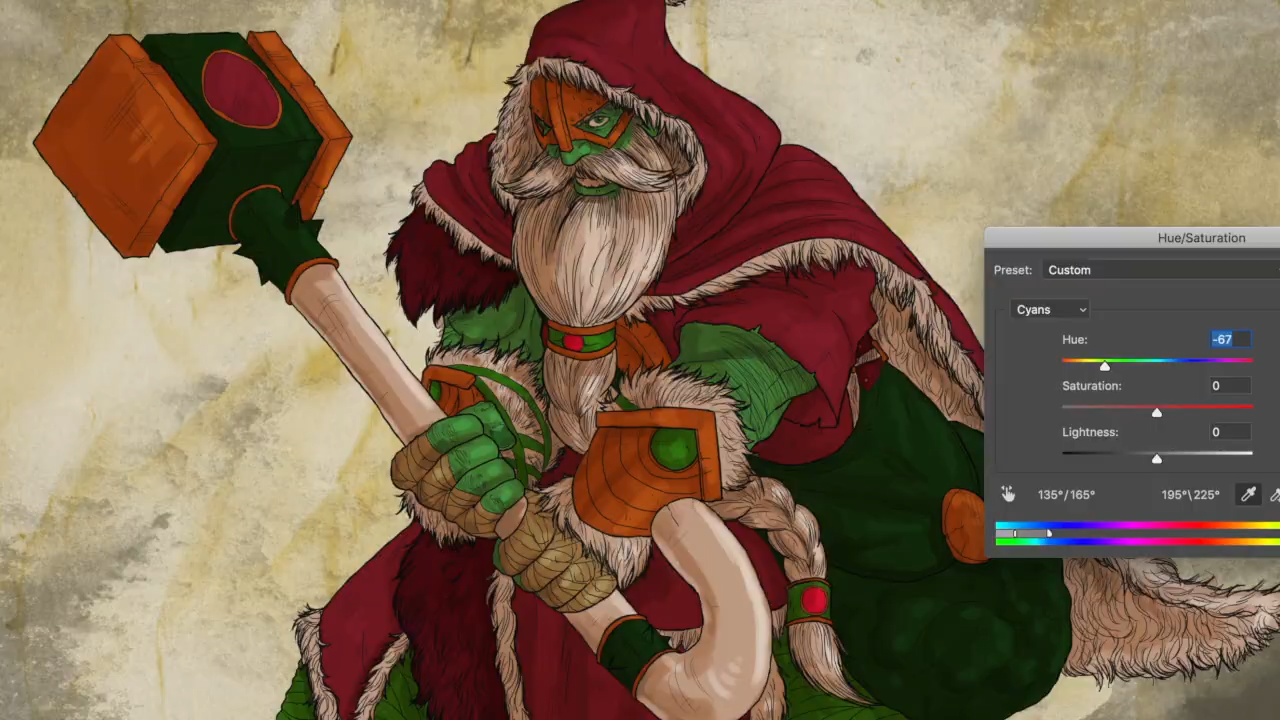 Hue/Saturation
Preset: Custom
Cyans
Hue: -67
Saturation: 0
Lightness: 0
135°/165° 195°\225°